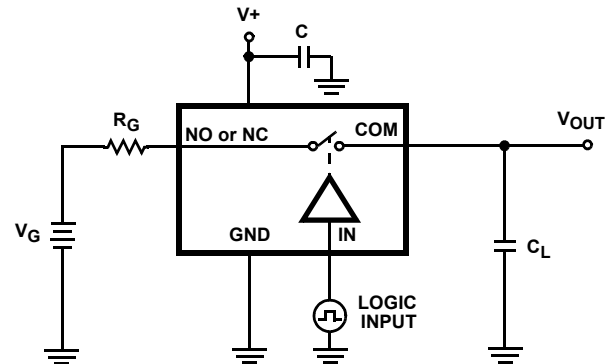 V+
C
RG
NO or NC
COM
VOUT
VG
GND
IN
CL
LOGIC
INPUT